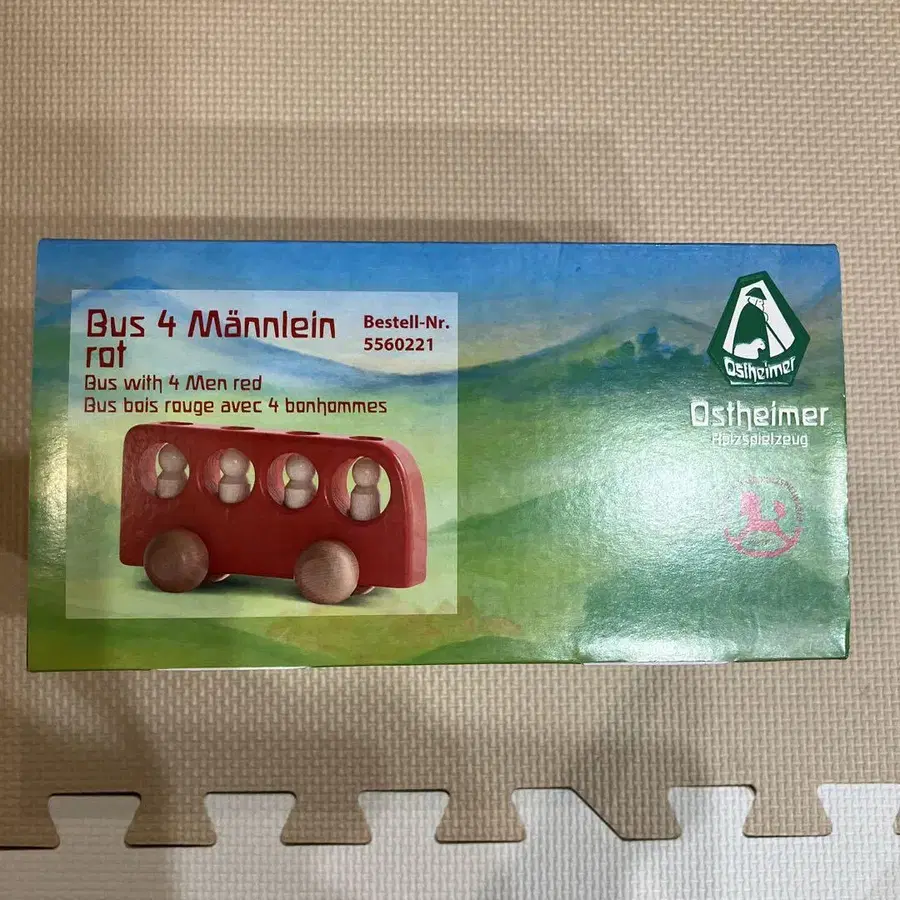 Bus 4 Männlein
rot
Bus with 4 Men red
Bus bois rouge avec 4 bonhommes
Bestell-Nr.
5560221
Ostheimer
Ostheimer
Holzspielzeug